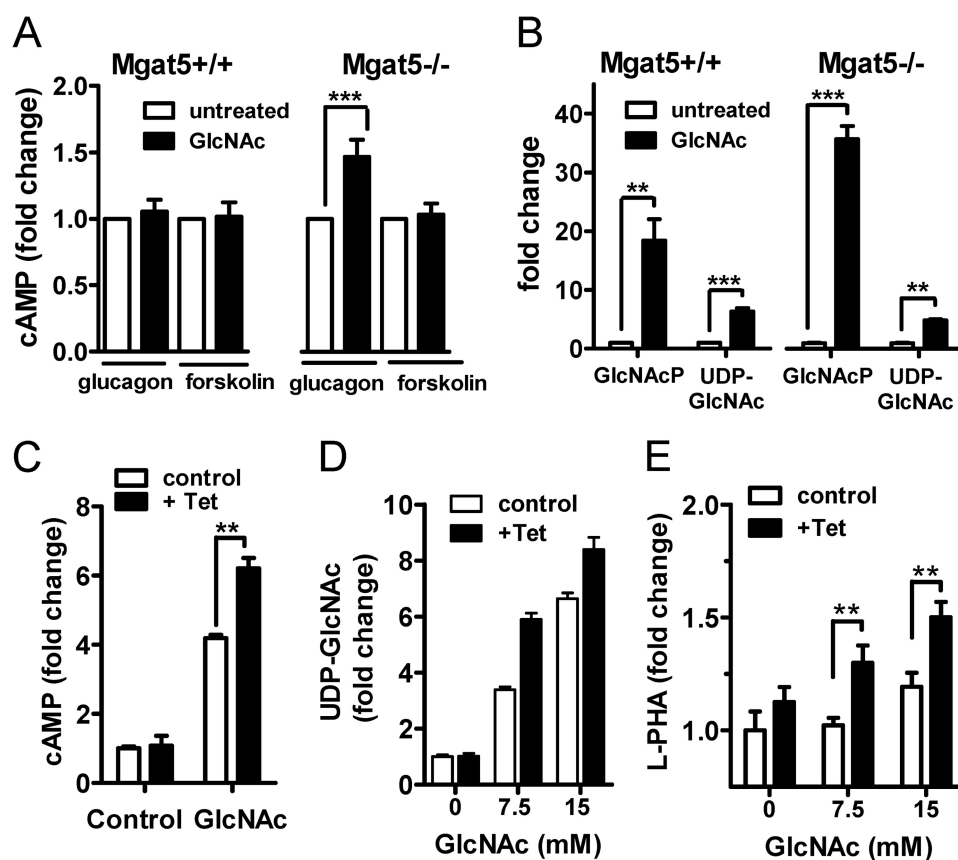 A
Mgat5+/+
Mgat5-/-
cAMP (fold change)
2.0
1.5
1.0
0.5
0.0
untreated
GlcNAc
***
glucagon
forskolin
glucagon
forskolin
B
Mgat5+/+
Mgat5-/-
fold change
40
30
20
10
0
untreated
GlcNAc
**
***
***
**
GlcNAcP
UDP-
GlcNAc
GlcNAcP
UDP-
GlcNAc
C
control
+ Tet
cAMP (fold change)
8
6
4
2
0
**
Control
GlcNAc
D
control
+Tet
UDP-GlcNAc
(fold change)
10
8
6
4
2
0
0
7.5
15
GlcNAc (mM)
E
control
+Tet
L-PHA (fold change)
2.0
1.5
1.0
**
**
0
7.5
15
GlcNAc (mM)